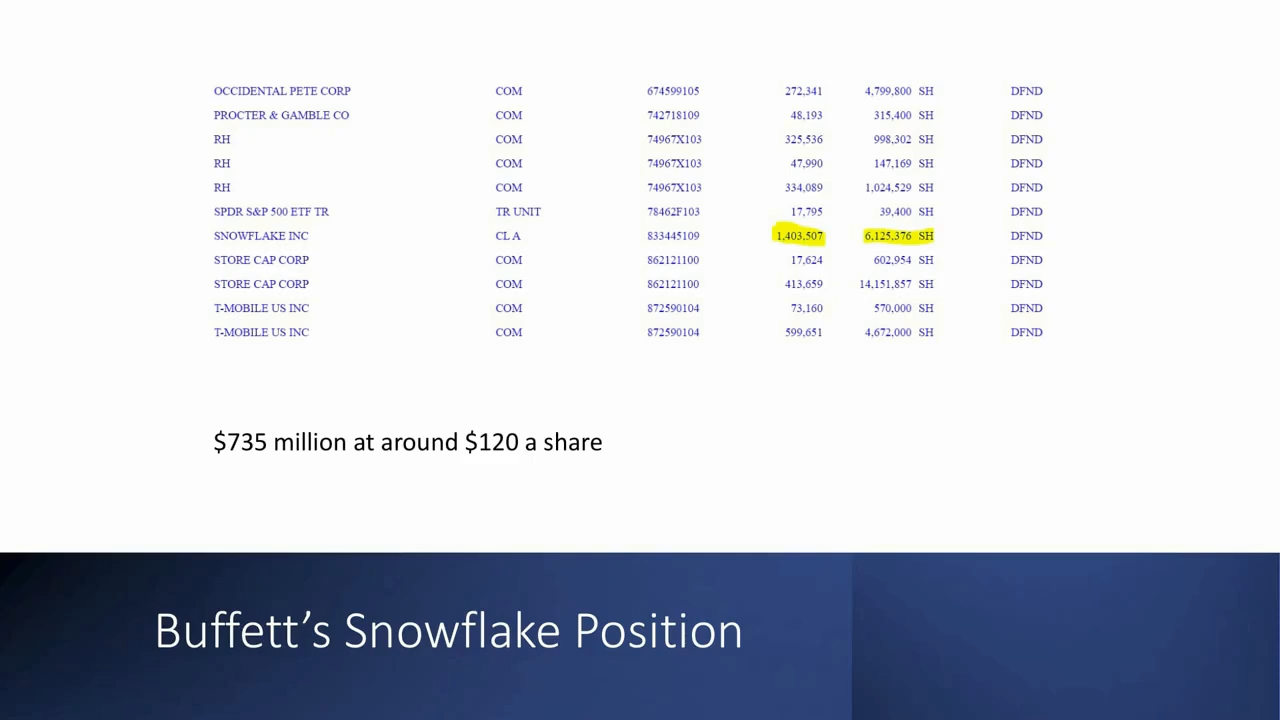 OCCIDENTAL PETE CORP COM 674599105 272,341 4,799,800 SH DFND
PROCTER & GAMBLE CO COM 742718109 48,193 315,400 SH DFND
RH COM 74967X103 325,536 998,302 SH DFND
RH COM 74967X103 47,990 147,169 SH DFND
RH COM 74967X103 334,089 1,024,529 SH DFND
SPDR S&P 500 ETF TR TR UNIT 78462F103 17,795 39,400 SH DFND
SNOWFLAKE INC CL A 833445109 1,403,507 6,125,376 SH DFND
STORE CAP CORP COM 862121100 17,624 602,954 SH DFND
STORE CAP CORP COM 862121100 413,659 14,151,857 SH DFND
T-MOBILE US INC COM 872590104 73,160 570,000 SH DFND
T-MOBILE US INC COM 872590104 599,651 4,672,000 SH DFND
$735 million at around $120 a share
Buffett’s Snowflake Position